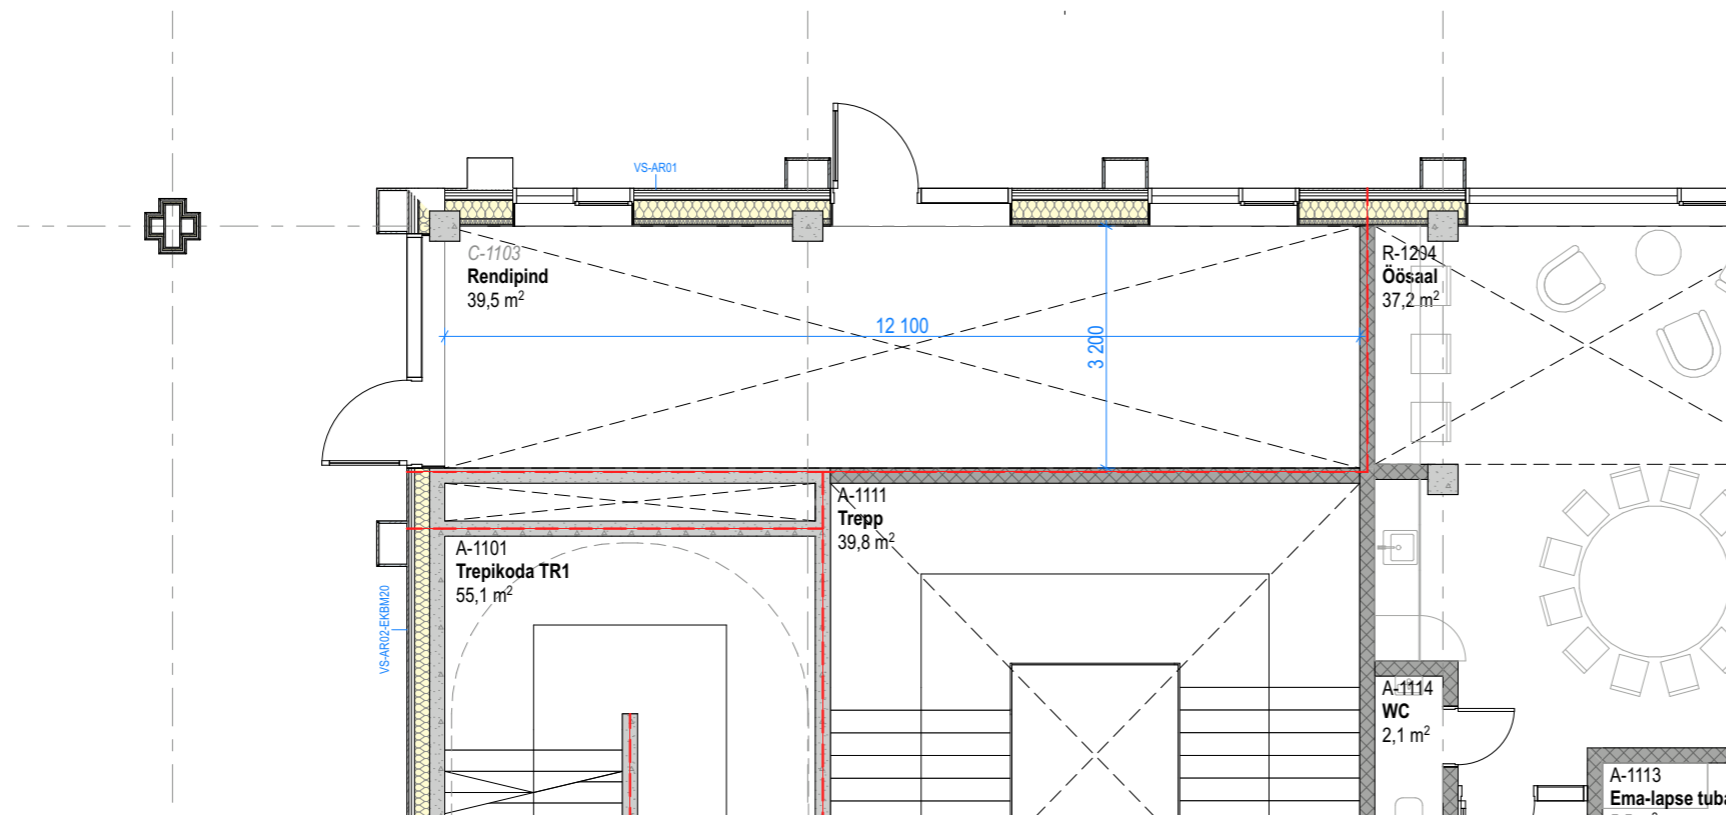 VS-AR01
C-1103
Rendipind
39,5 m²
R-1204
Öösaal
37,2 m²
12 100
3 200
A-1111
Trepp
39,8 m²
A-1101
Trepikoda TR1
55,1 m²
VS-AR02-EKBM20
A-1114
WC
2,1 m²
A-1113
Ema-lapse tuba